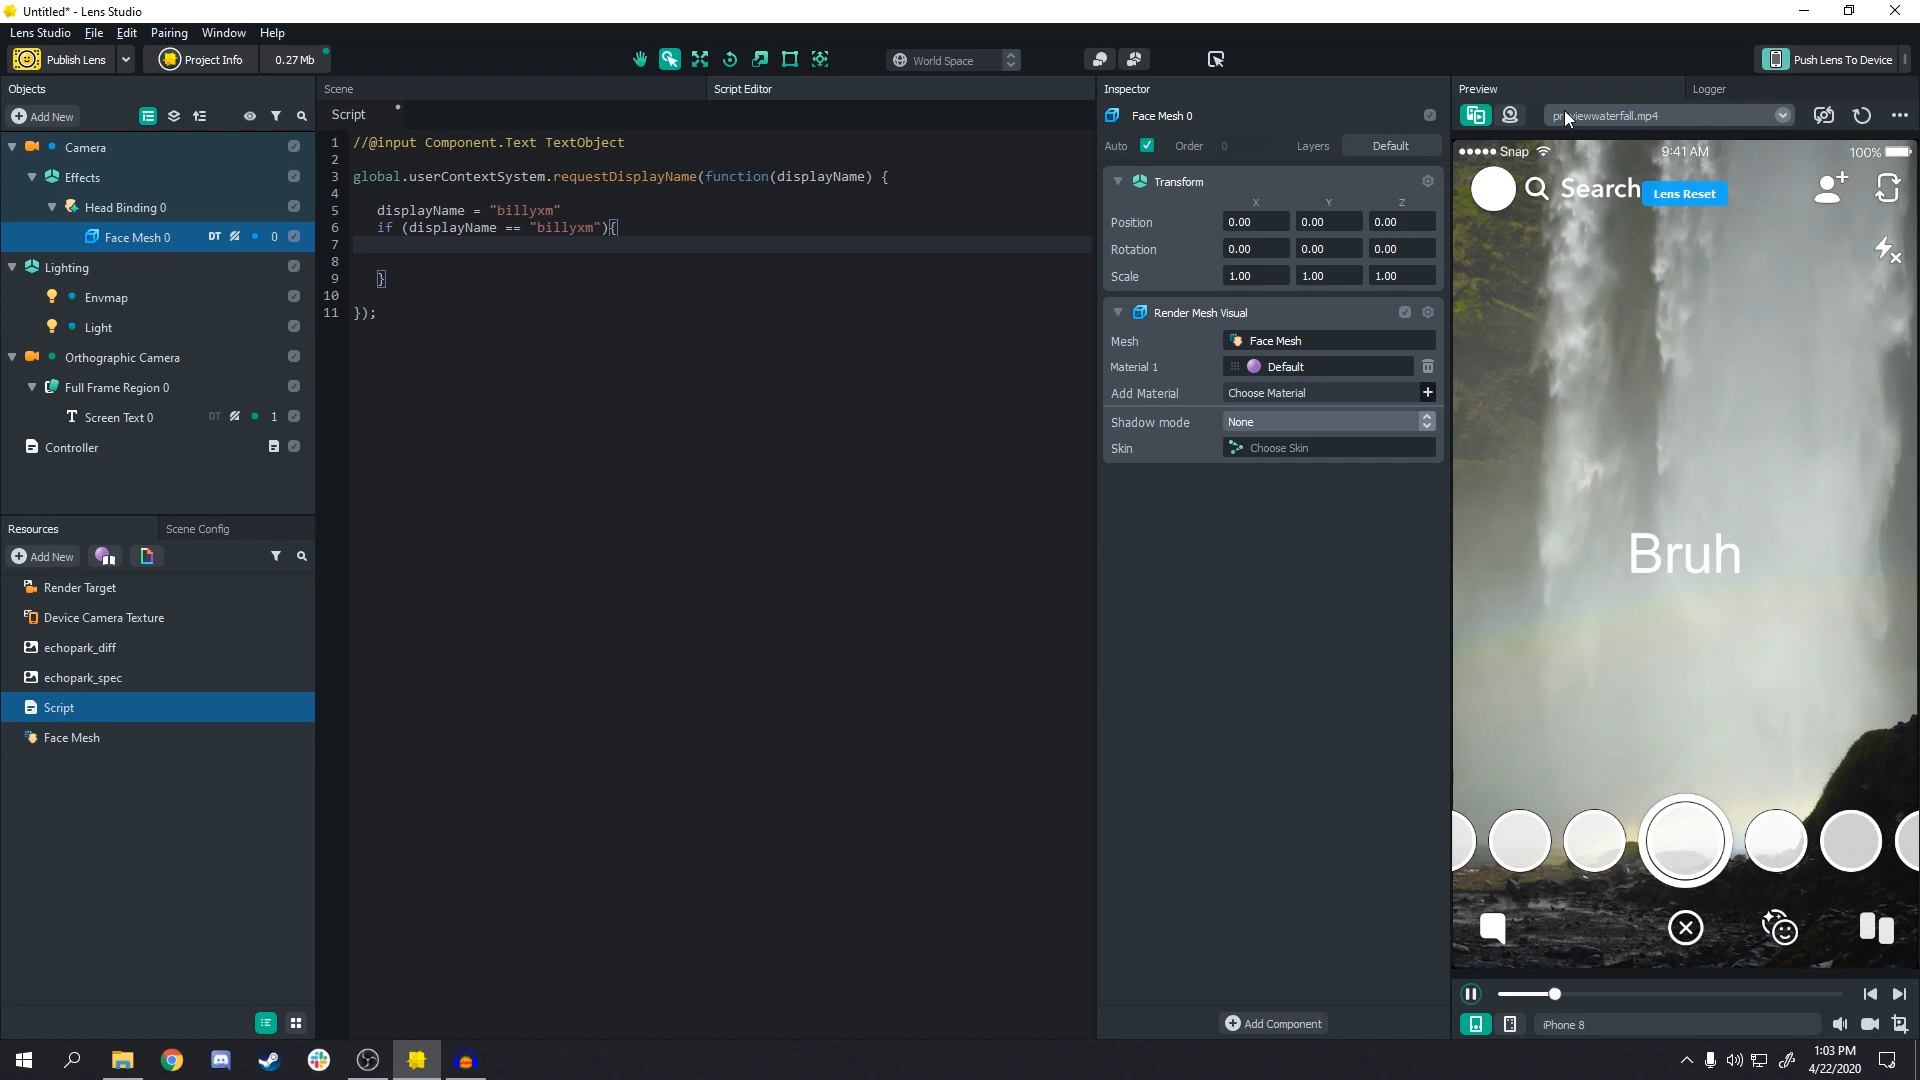 Untitled* - Lens Studio
Lens Studio File Edit Pairing Window Help
Publish Lens Project Info 0.27 Mb World Space Push Lens To Device
Objects
Add New
Camera
Effects
Head Binding 0
Face Mesh 0 DT 0
Lighting
Envmap
Light
Orthographic Camera
Full Frame Region 0
Screen Text 0 DT 1
Controller
Resources Scene Config
Add New
Render Target
Device Camera Texture
echopark_diff
echopark_spec
Script
Face Mesh
Scene Script Editor
Script
1 //@input Component.Text TextObject
2
3 global.userContextSystem.requestDisplayName(function(displayName) {
4
5 displayName = "billyxm"
6 if (displayName == "billyxm"){
7
8
9 }
10
11 });
Inspector
Face Mesh 0
Auto Order 0 Layers Default
Transform
X Y Z
Position 0.00 0.00 0.00
Rotation 0.00 0.00 0.00
Scale 1.00 1.00 1.00
Render Mesh Visual
Mesh Face Mesh
Material 1 Default
Add Material Choose Material +
Shadow mode None
Skin Choose Skin
Add Component
Preview Logger
Snap 9:41 AM 100%
Search Lens Reset
Bruh
iPhone 8
1:03 PM
4/22/2020